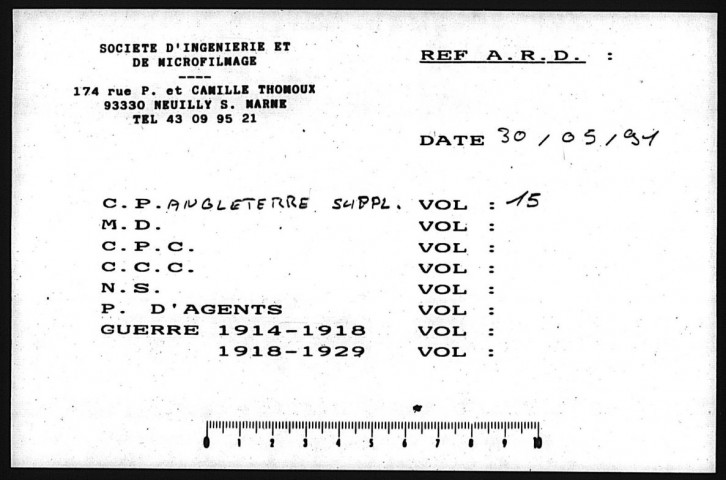 SOCIETE D'INGENIERIE ET
DE MICROFILMAGE
----
174 rue P. et CAMILLE THOMOUX
93330 NEUILLY S. MARNE
TEL 43 09 95 21
REF A.R.D. :
DATE 30/05/91
C.P. ANGLETERRE SUPPL. VOL : 15
M.D. VOL :
C.P.C. VOL :
C.C.C. VOL :
N.S. VOL :
P. D'AGENTS VOL :
GUERRE 1914-1918 VOL :
1918-1929 VOL :
0 1 2 3 4 5 6 7 8 9 10